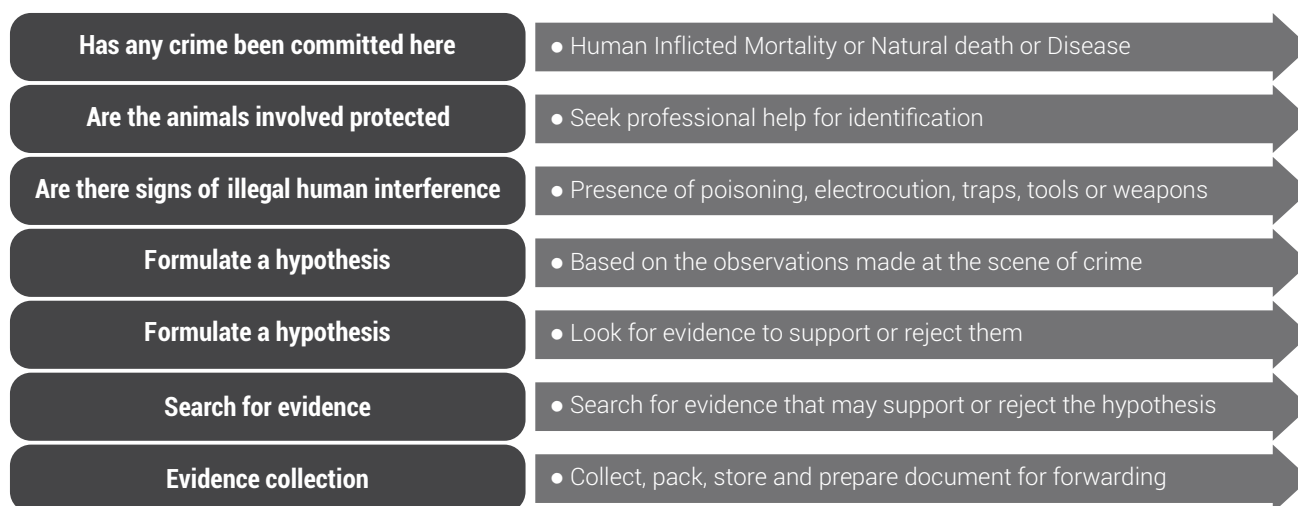 Has any crime been committed here
● Human Inflicted Mortality or Natural death or Disease
Are the animals involved protected
● Seek professional help for identification
Are there signs of illegal human interference
● Presence of poisoning, electrocution, traps, tools or weapons
Formulate a hypothesis
● Based on the observations made at the scene of crime
Formulate a hypothesis
● Look for evidence to support or reject them
Search for evidence
● Search for evidence that may support or reject the hypothesis
Evidence collection
● Collect, pack, store and prepare document for forwarding